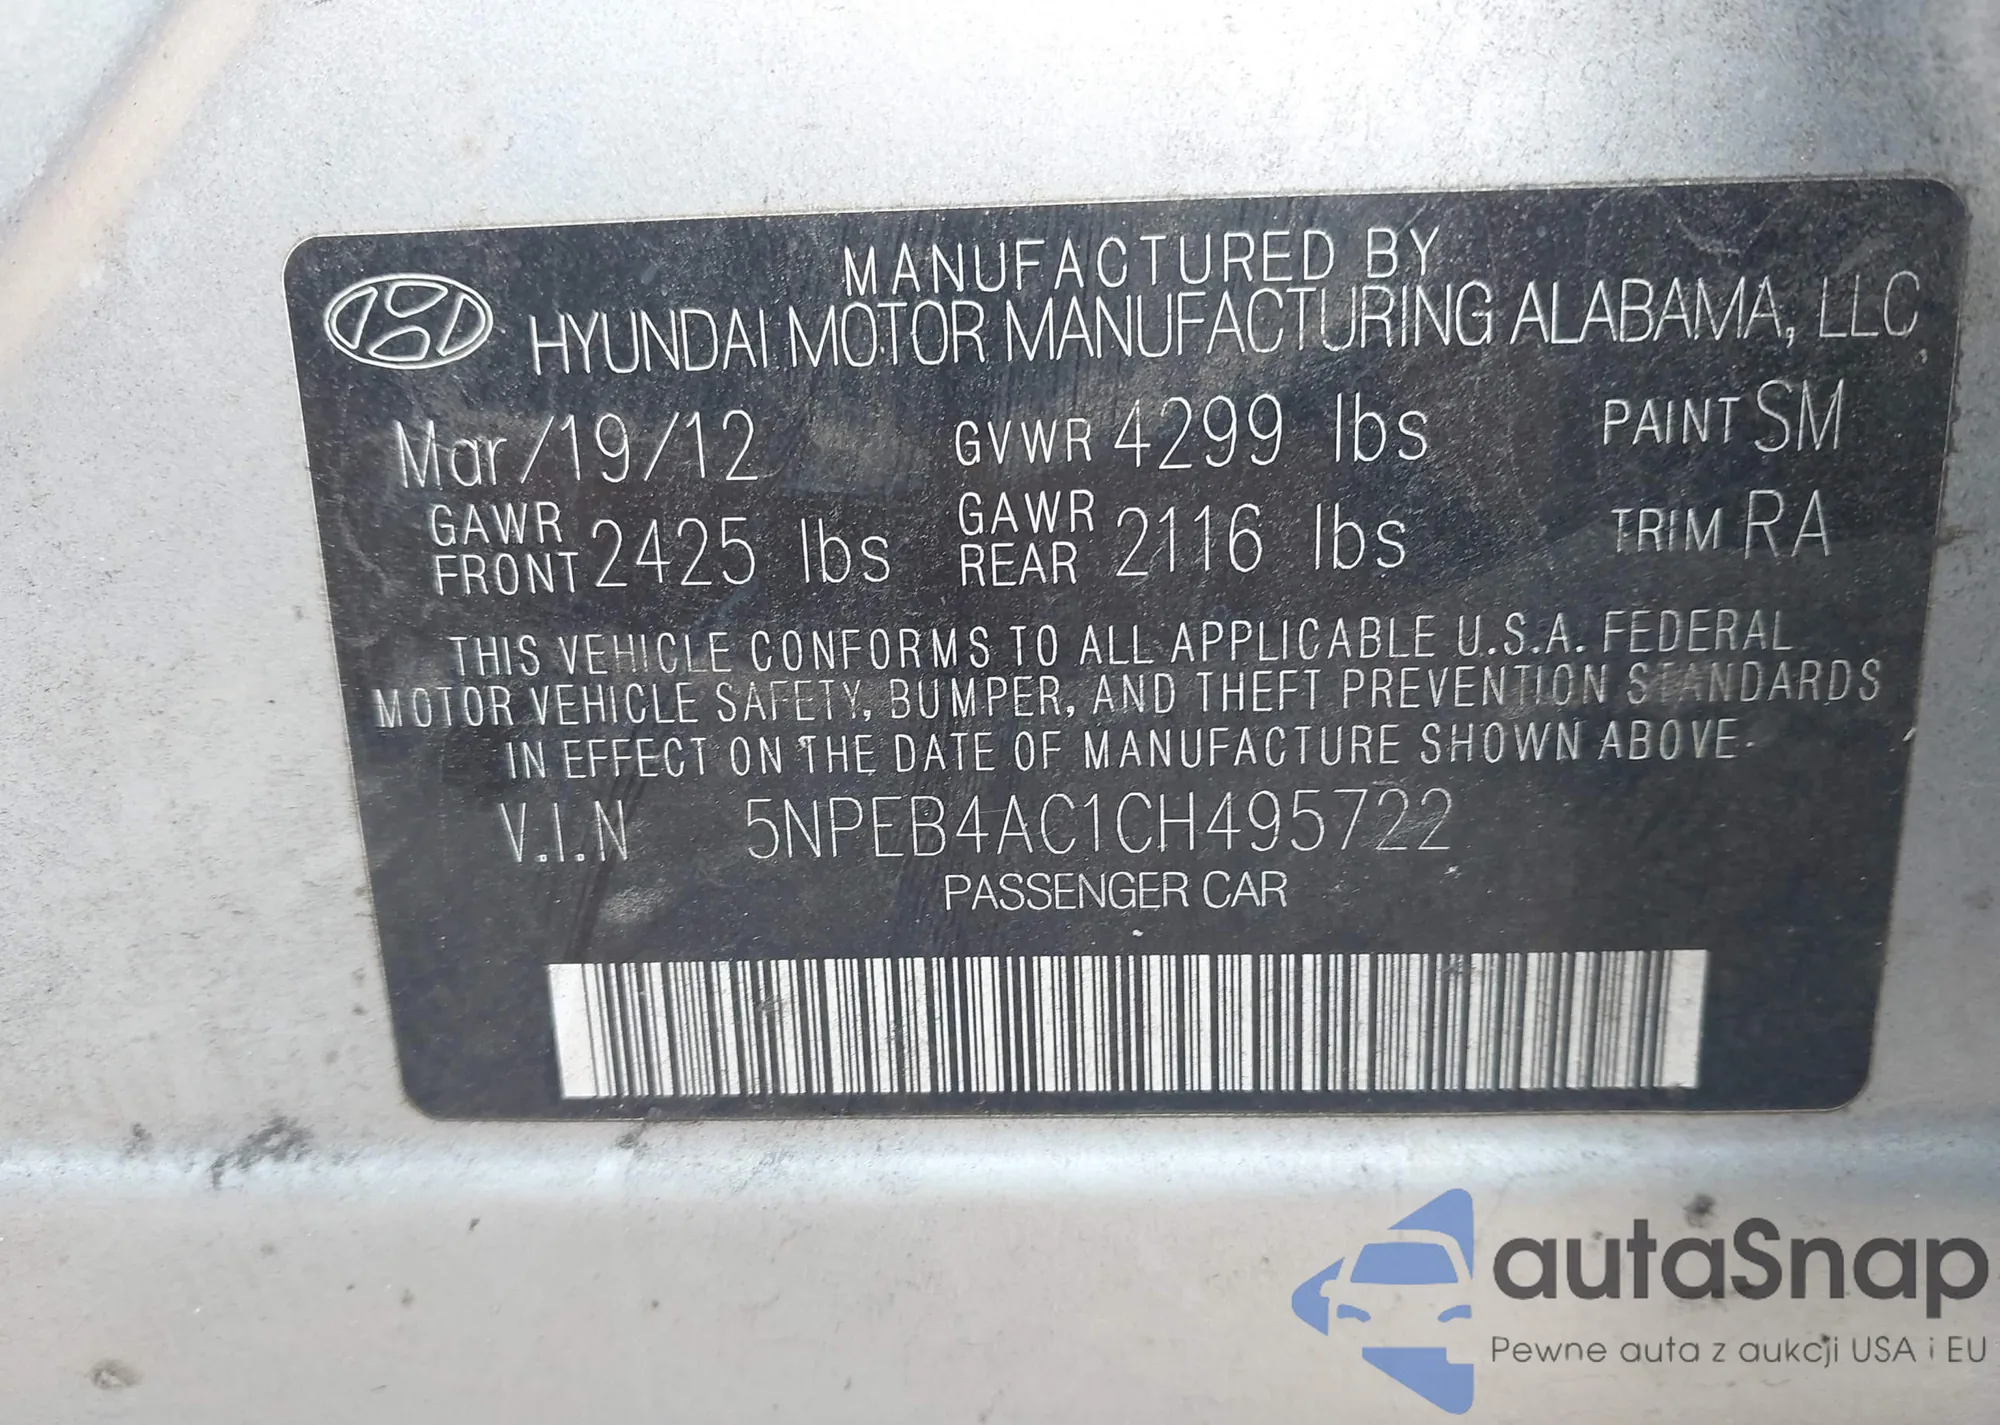 MANUFACTURED BY
HYUNDAI MOTOR MANUFACTURING ALABAMA, LLC
Mar/19/12 GVWR 4299 lbs PAINT SM
GAWR FRONT 2425 lbs GAWR REAR 2116 lbs TRIM RA
THIS VEHICLE CONFORMS TO ALL APPLICABLE U.S.A. FEDERAL
MOTOR VEHICLE SAFETY, BUMPER, AND THEFT PREVENTION STANDARDS
IN EFFECT ON THE DATE OF MANUFACTURE SHOWN ABOVE.
V.I.N 5NPEB4AC1CH495722
PASSENGER CAR
autaSnap
Pewne auta z aukcji USA i EU